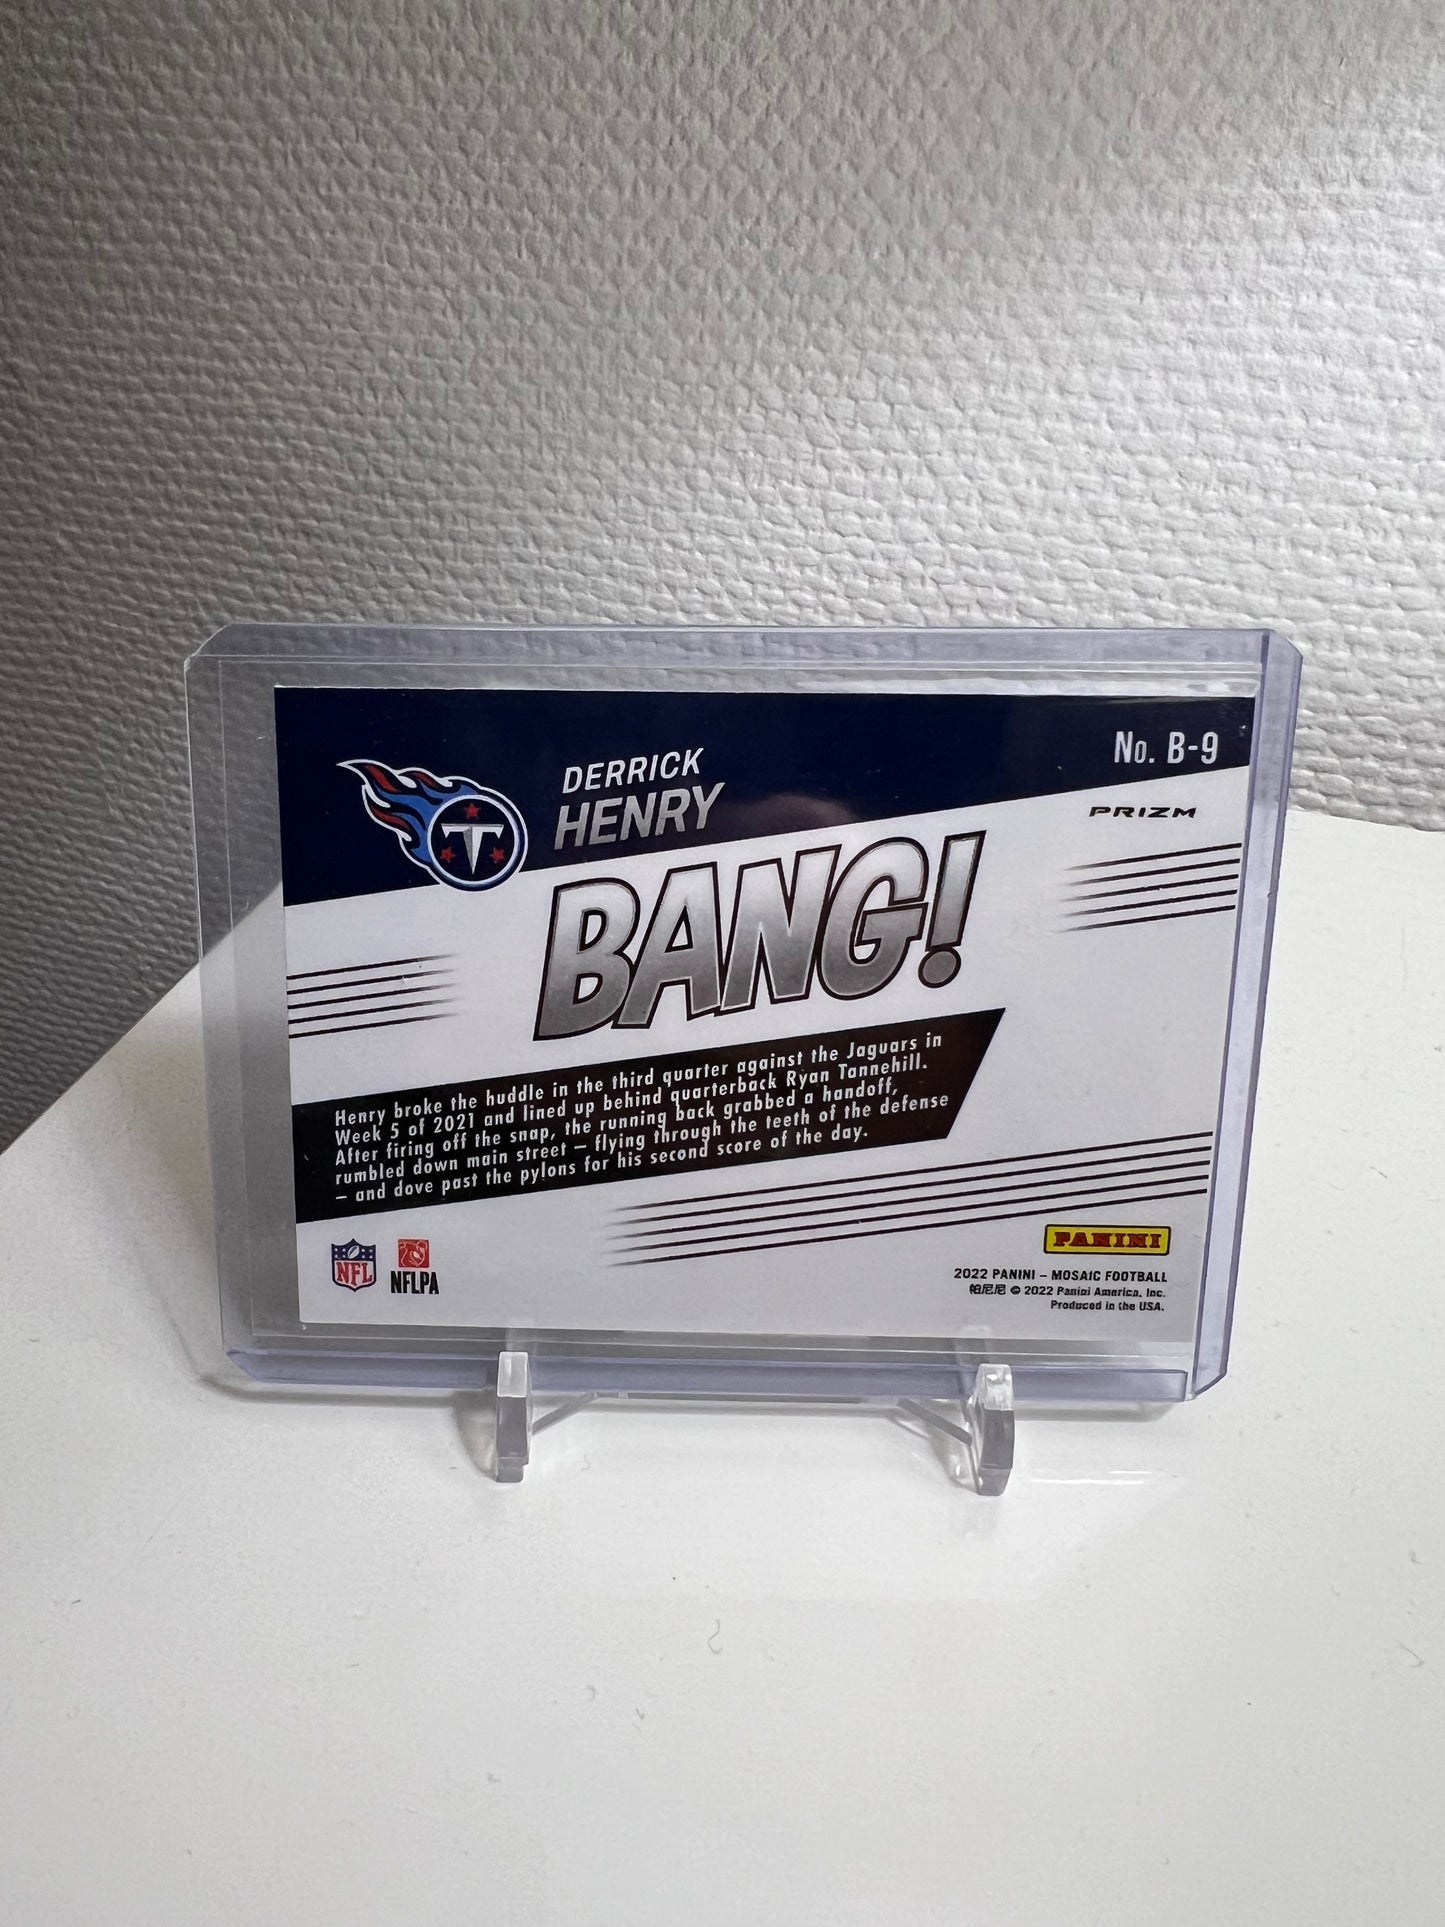 No. B-9
DERRICK
HENRY
PRIZM
BANG!
Henry broke the huddle in the third quarter against the Jaguars in
Week 5 of 2021 and lined up behind quarterback Ryan Tannehill.
After firing off the snap, the running back grabbed a handoff,
rumbled down main street – flying through the teeth of the defense
– and dove past the pylons for his second score of the day.
NFL
NFLPA
PANINI
2022 PANINI – MOSAIC FOOTBALL
帕尼尼 © 2022 Panini America, Inc.
Produced in the USA.